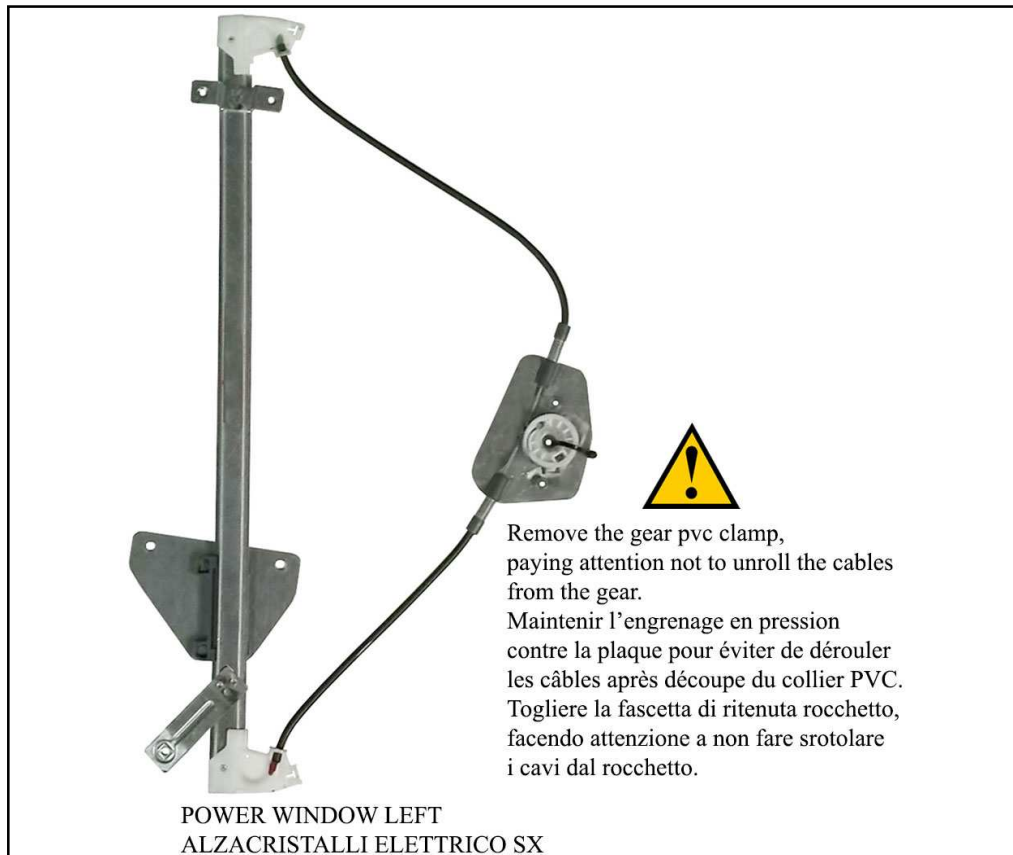 Remove the gear pvc clamp,
paying attention not to unroll the cables
from the gear.
Maintenir l’engrenage en pression
contre la plaque pour éviter de dérouler
les câbles après découpe du collier PVC.
Togliere la fascetta di ritenuta rocchetto,
facendo attenzione a non fare srotolare
i cavi dal rocchetto.
POWER WINDOW LEFT
ALZACRISTALLI ELETTRICO SX